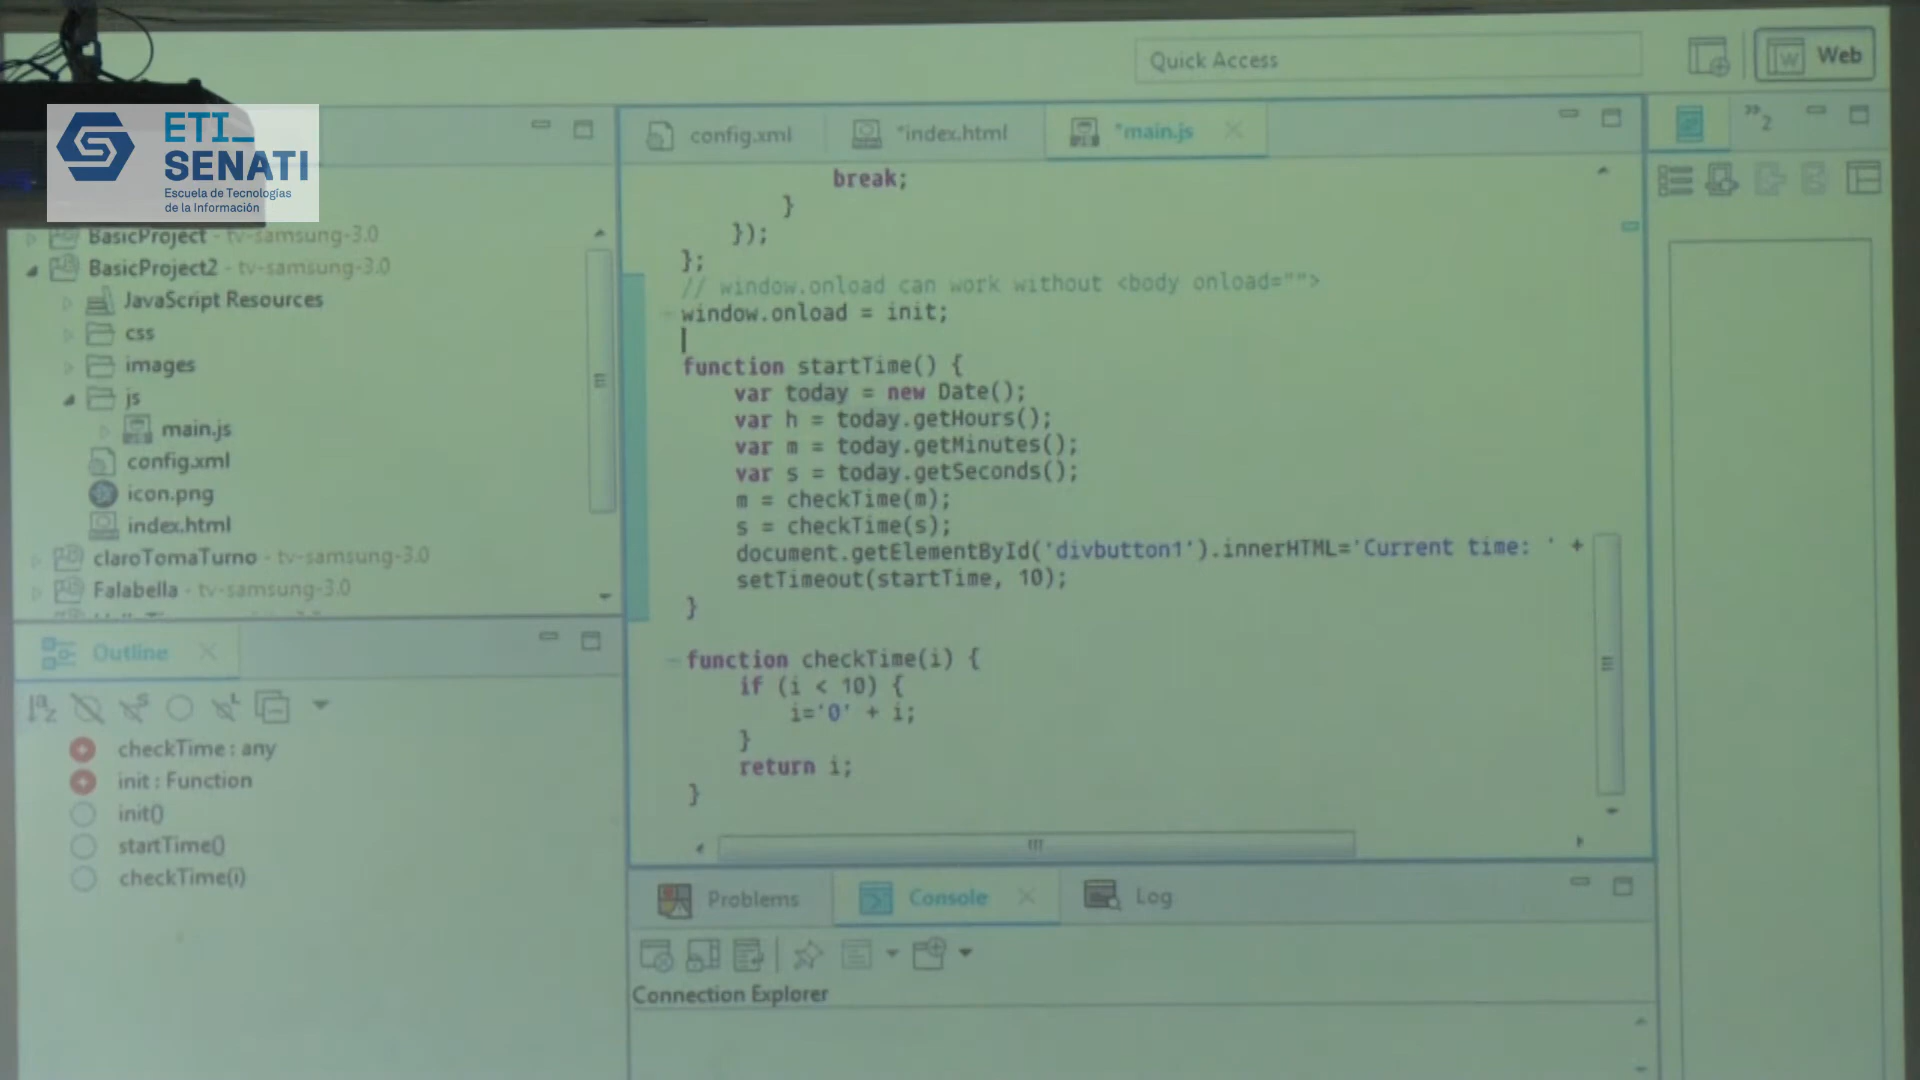 Quick Access
Web
ETI_
SENATI
Escuela de Tecnologías
de la Información
config.xml
*index.html
*main.js
2
BasicProject - tv-samsung-3.0
BasicProject2 - tv-samsung-3.0
JavaScript Resources
css
images
js
main.js
config.xml
icon.png
index.html
claroTomaTurno - tv-samsung-3.0
Falabella - tv-samsung-3.0
break;
}
});
};
// window.onload can work without <body onload="">
window.onload = init;
function startTime() {
var today = new Date();
var h = today.getHours();
var m = today.getMinutes();
var s = today.getSeconds();
m = checkTime(m);
s = checkTime(s);
document.getElementById('divbutton1').innerHTML='Current time: ' +
setTimeout(startTime, 10);
}
function checkTime(i) {
if (i < 10) {
i='0' + i;
}
return i;
}
Outline
checkTime : any
init : Function
init()
startTime()
checkTime(i)
Problems
Console
Log
Connection Explorer